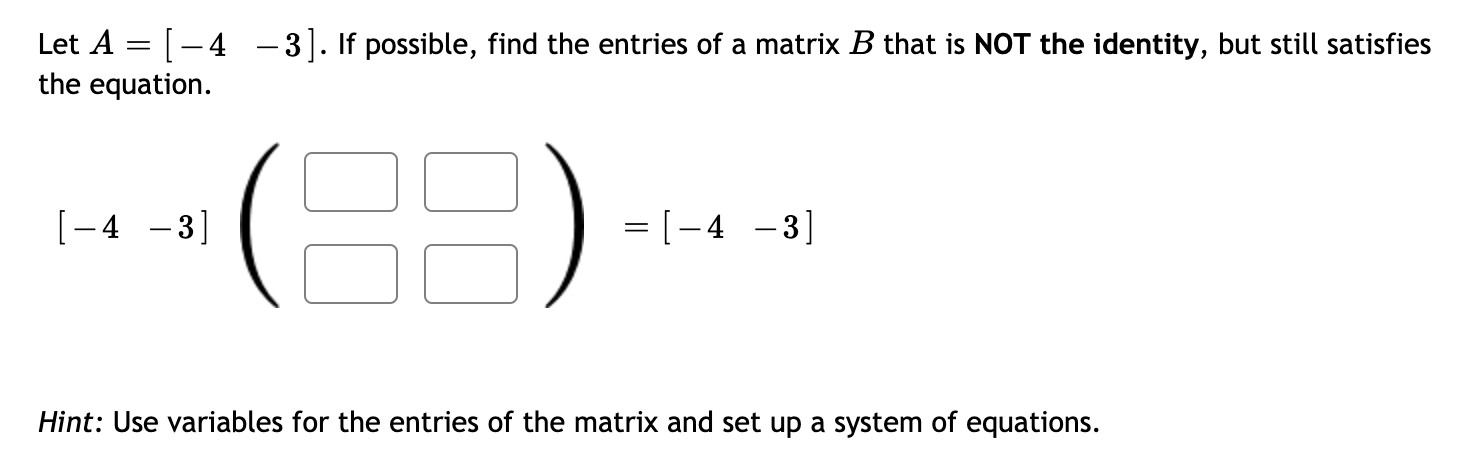 Let A = [−4 −3]. If possible, find the entries of a matrix B that is NOT the identity, but still satisfies
the equation.
[−4 −3] ( ) = [−4 −3]
Hint: Use variables for the entries of the matrix and set up a system of equations.